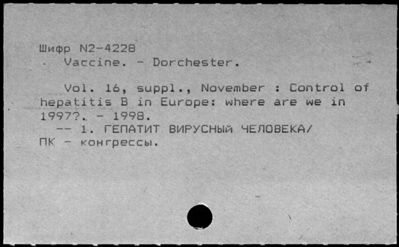 Шифр N2-4228
Vaccine. - Dorchester.
Vol. 16, suppl., November : Control of
hepatitis B in Europe: where are we in
1997?. - 1998.
-- 1. ГЕПАТИТ ВИРУСНЫЙ ЧЕЛОВЕКА/
ПК - конгрессы.